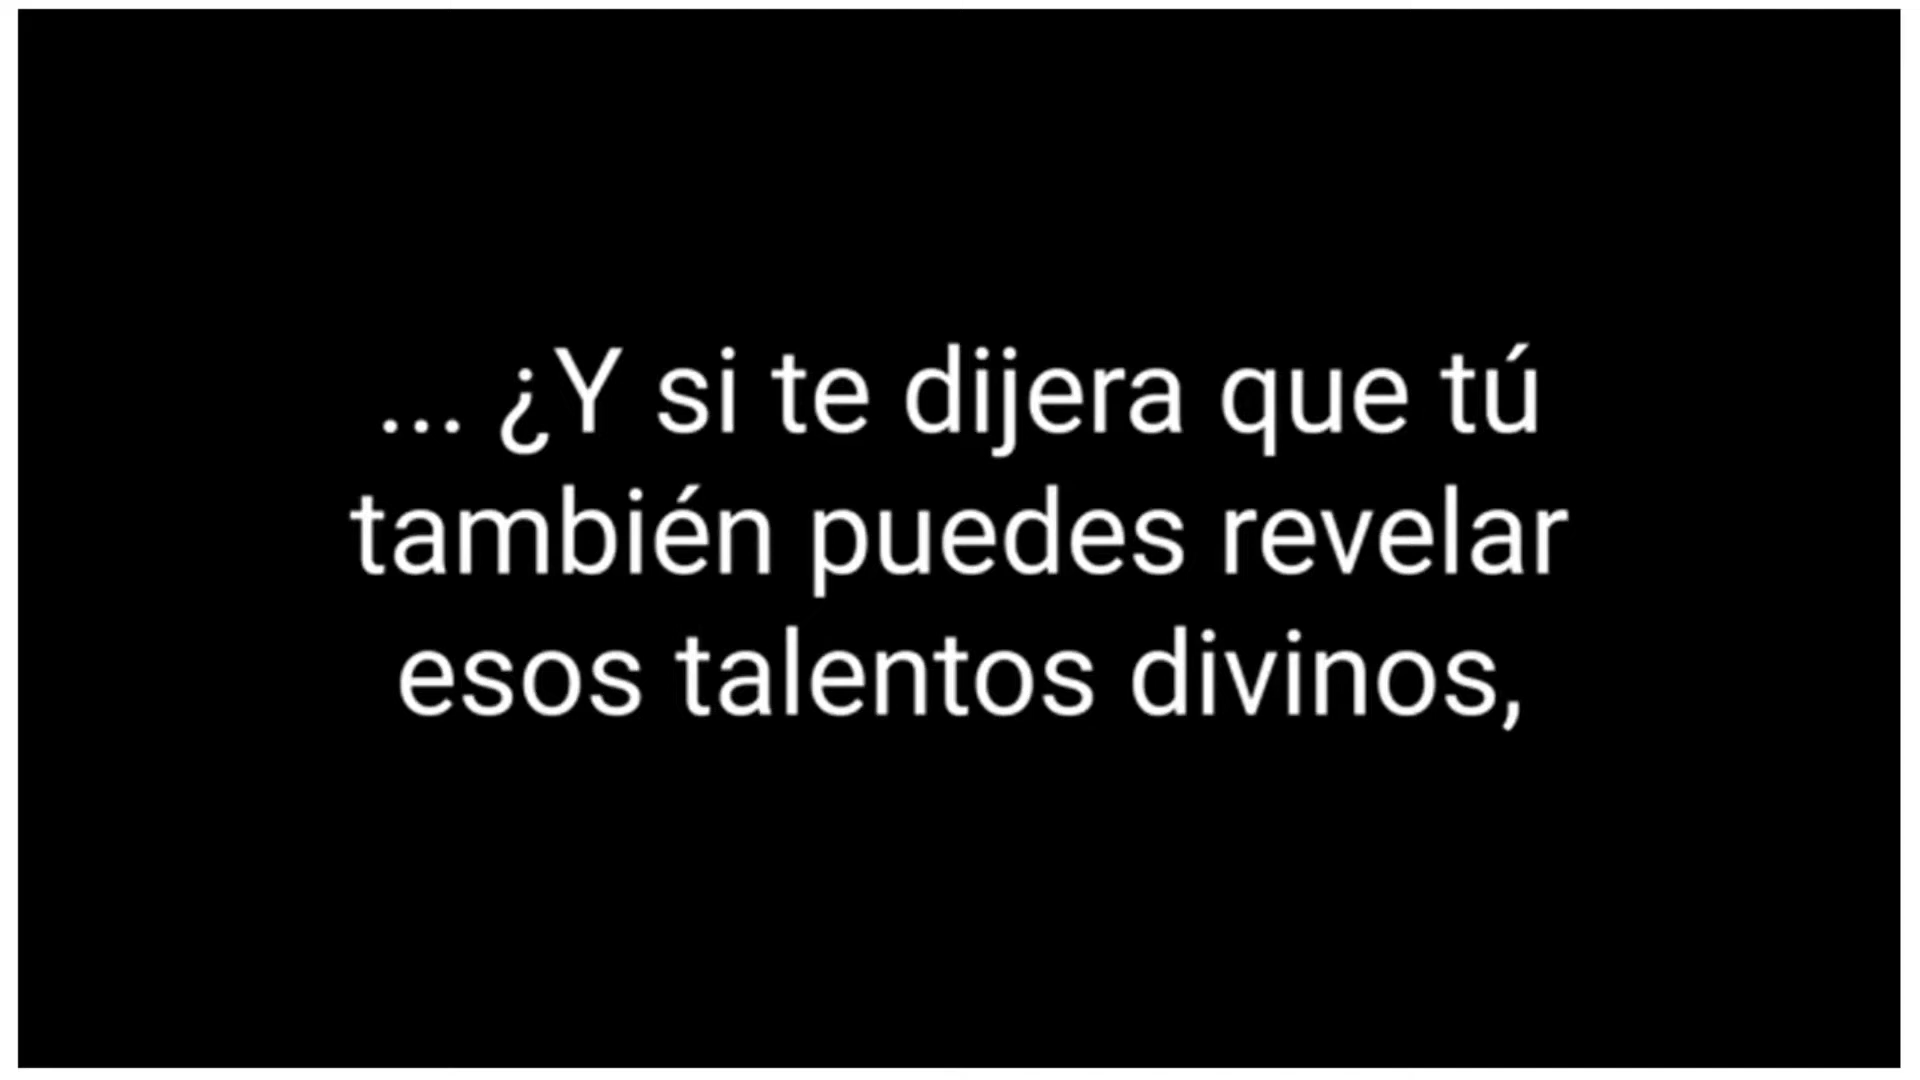 ... ¿Y si te dijera que tú
también puedes revelar
esos talentos divinos,